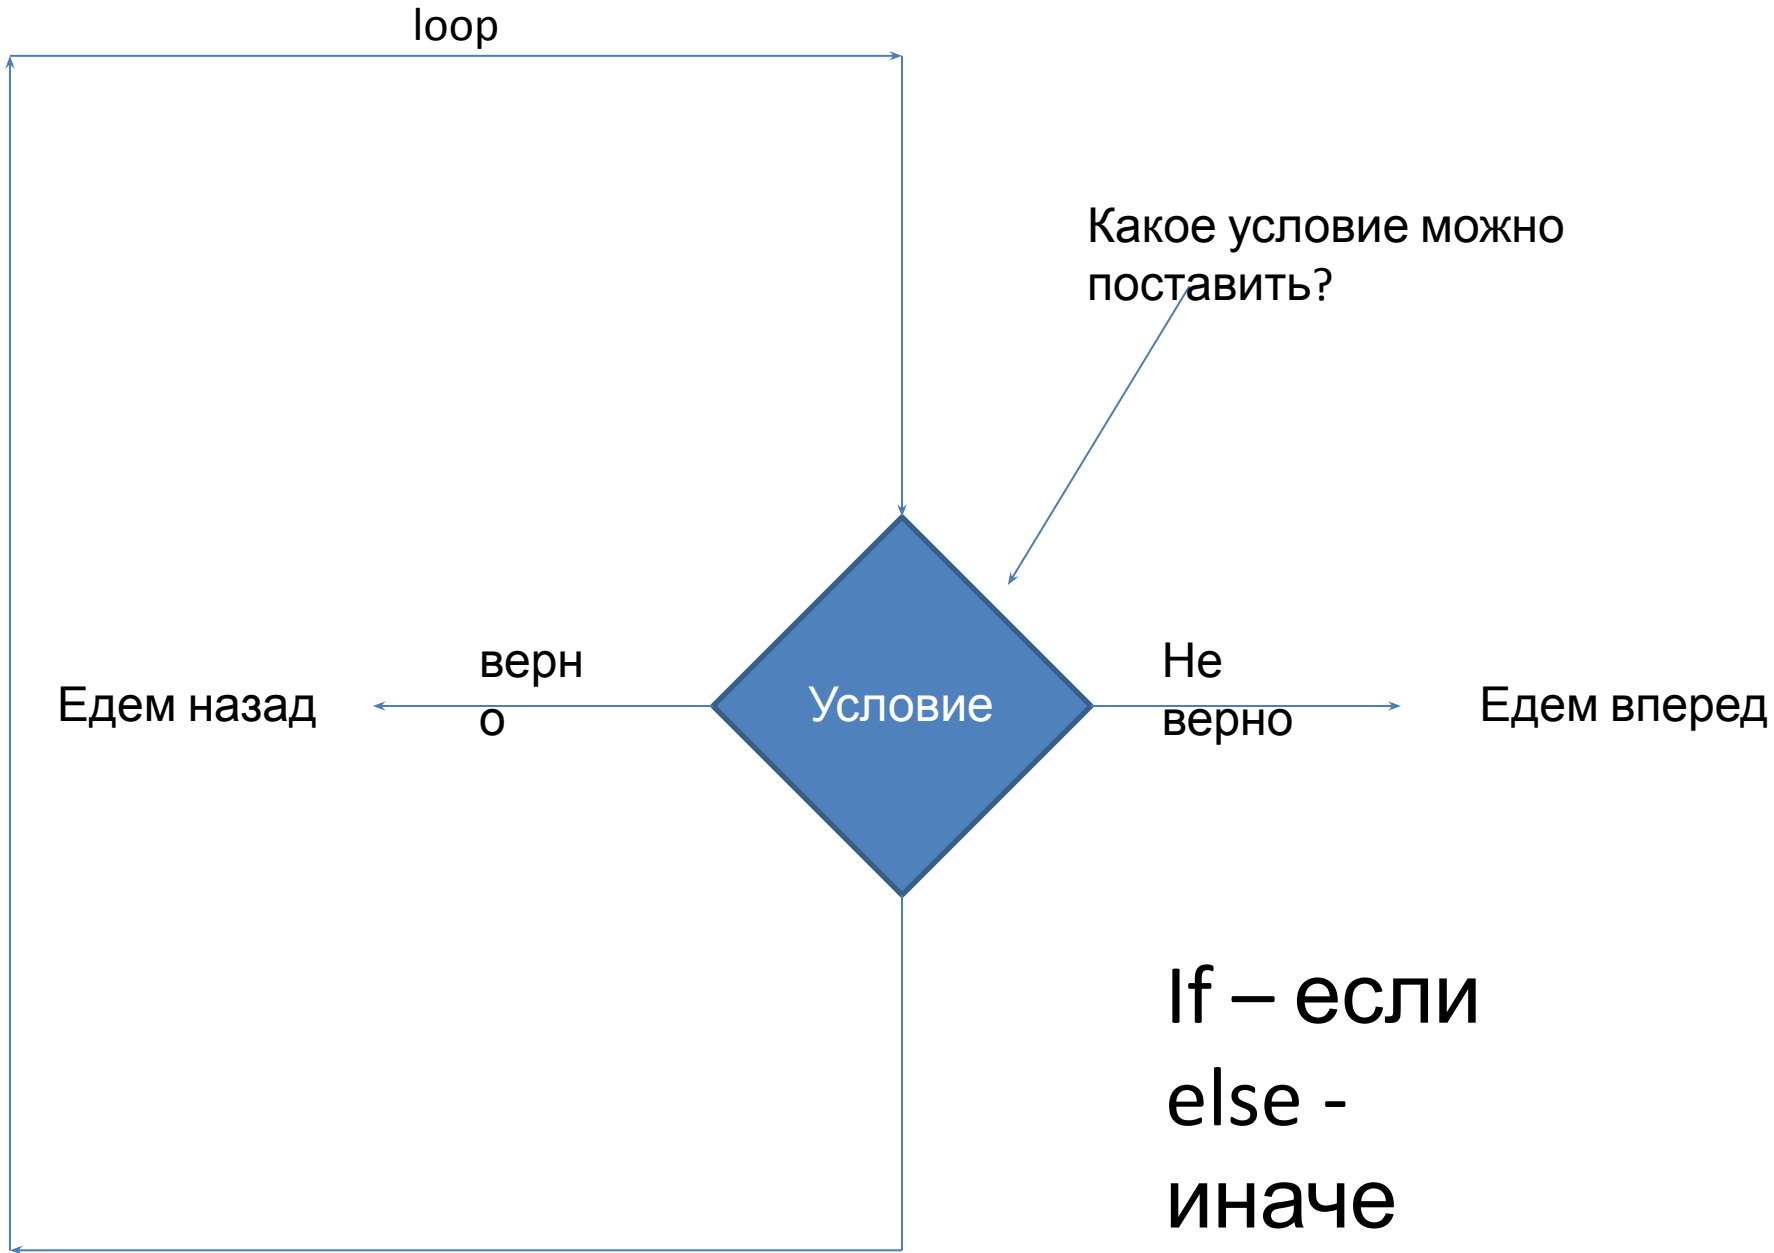 loop
Какое условие можно
поставить?
верн
о
Не
верно
Едем назад
Условие
Едем вперед
If – если
else -
иначе